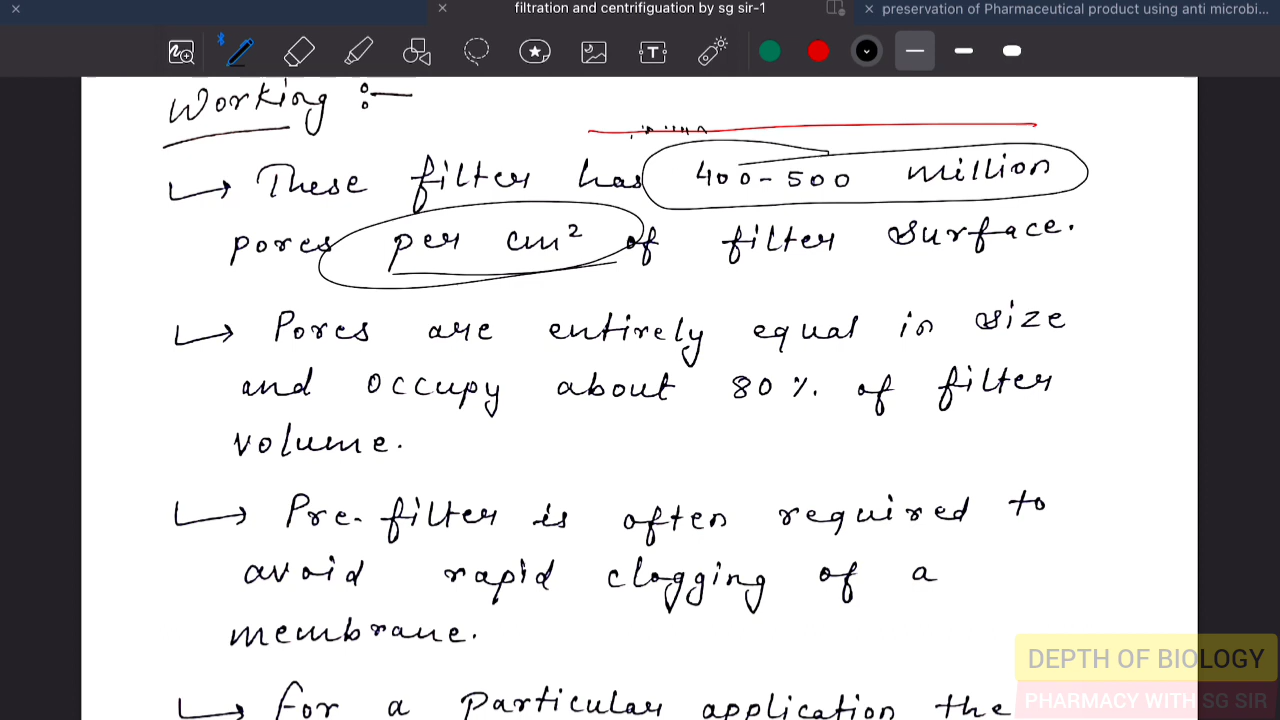 filtration and centrifiguation by sg sir-1
preservation of Pharmaceutical product using anti microbi...
Working :-
↳ These filter has 400-500 million
pores per cm² of filter surface.
↳ Pores are entirely equal in size
and occupy about 80%. of filter
volume.
↳ Pre-filter is often required to
avoid rapid clogging of a
membrane.
↳ For a particular application the
DEPTH OF BIOLOGY
PHARMACY WITH SG SIR